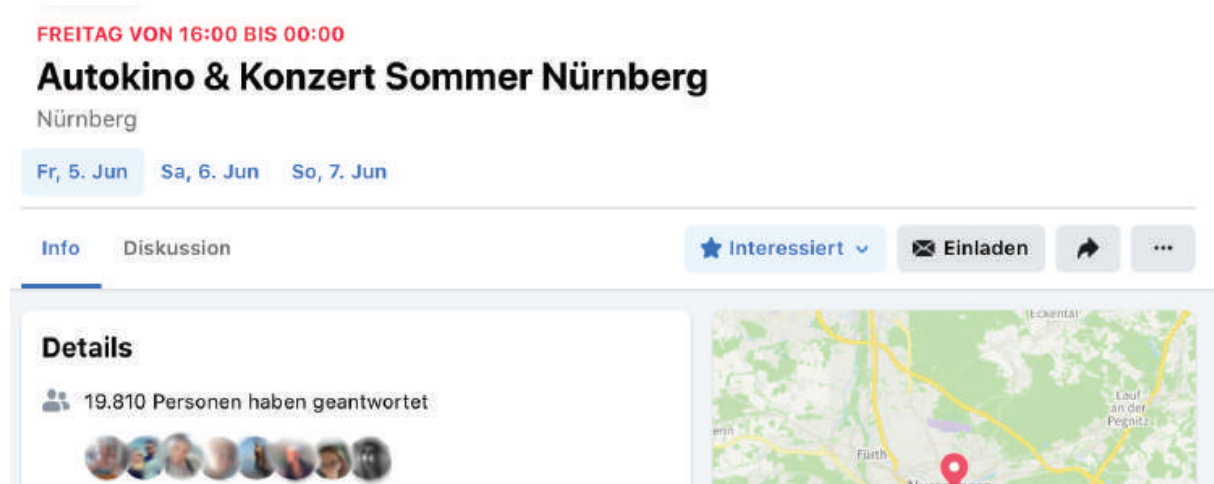 FREITAG VON 16:00 BIS 00:00
Autokino & Konzert Sommer Nürnberg
Nürnberg
Fr, 5. Jun Sa, 6. Jun So, 7. Jun
Info Diskussion Interessiert Einladen
Details
19.810 Personen haben geantwortet
Eckental
Lauf
an der
Pegnitz
Fürth